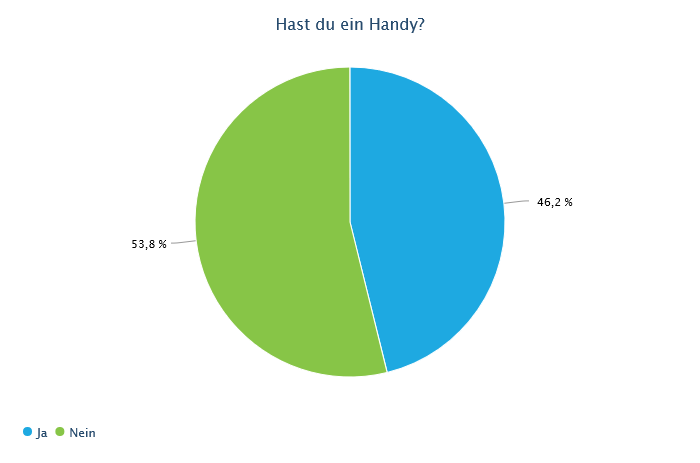 Hast du ein Handy?
46,2 %
53,8 %
Ja Nein